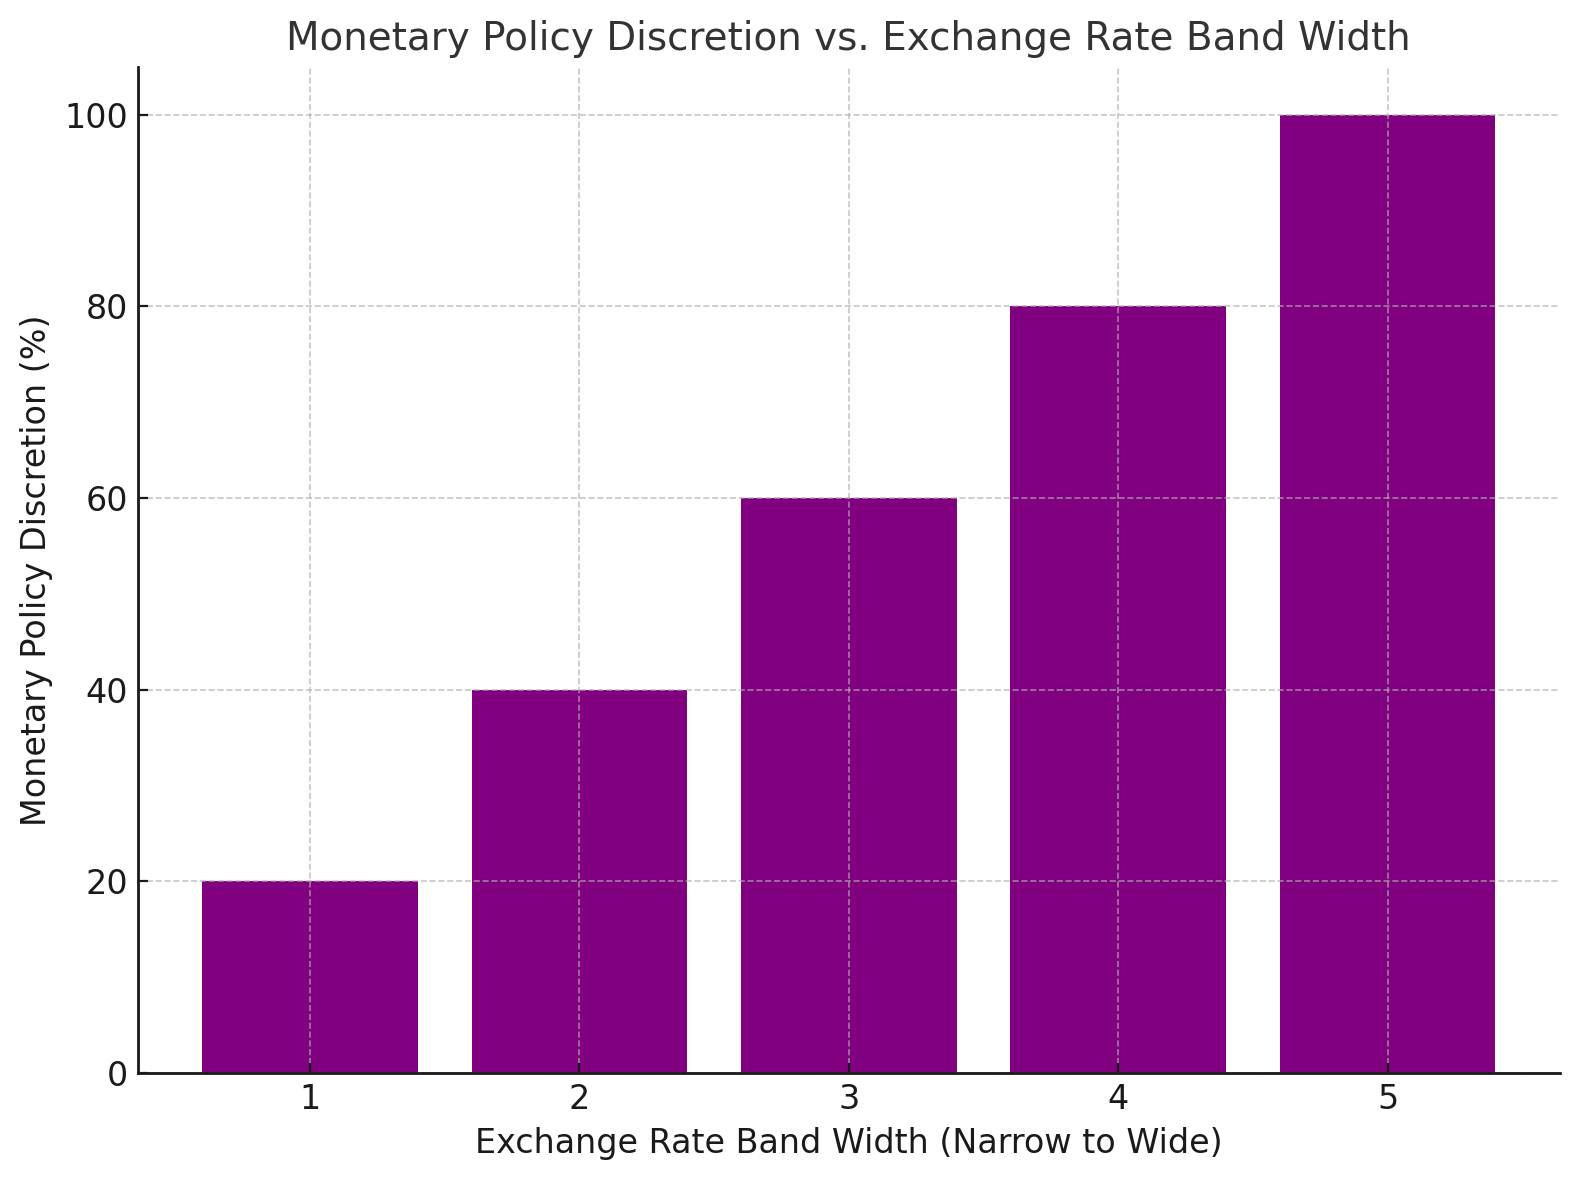 Monetary Policy Discretion vs. Exchange Rate Band Width
Monetary Policy Discretion (%)
100
80
60
40
20
0
1 2 3 4 5
Exchange Rate Band Width (Narrow to Wide)